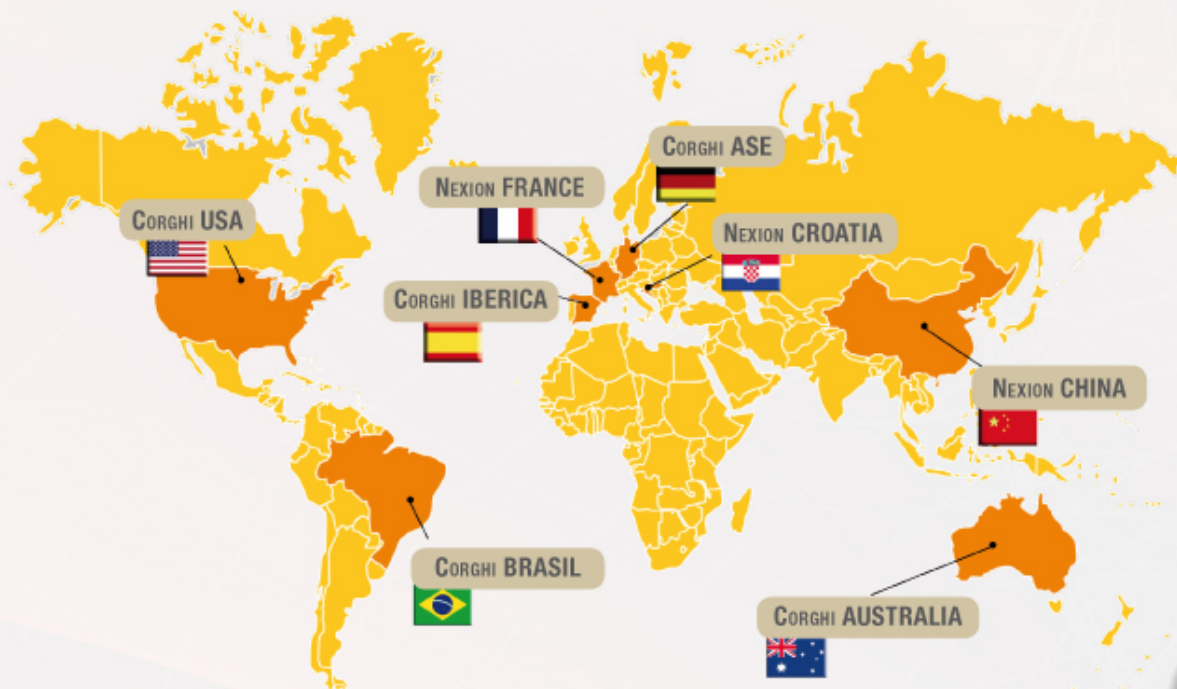 Corghi ASE
Nexion FRANCE
Corghi USA
Nexion CROATIA
Corghi IBERICA
Nexion CHINA
Corghi BRASIL
Corghi AUSTRALIA